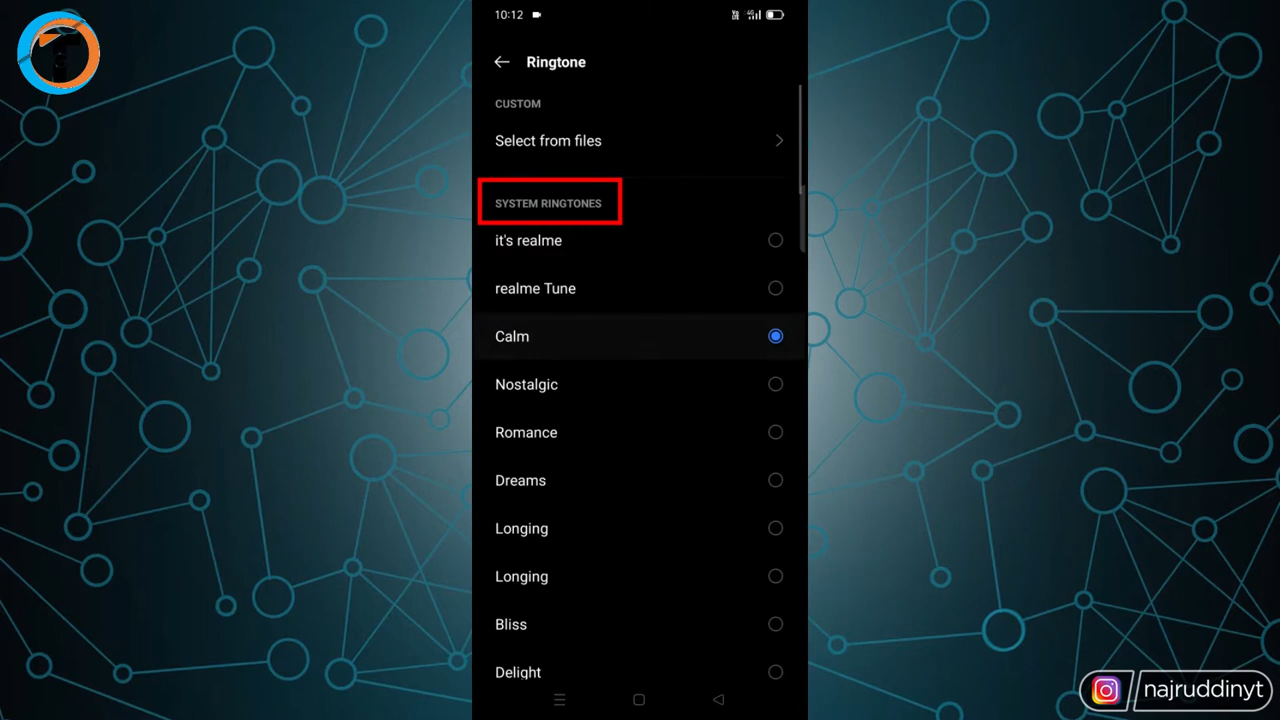 10:12
Ringtone
CUSTOM
Select from files
SYSTEM RINGTONES
it's realme
realme Tune
Calm
Nostalgic
Romance
Dreams
Longing
Longing
Bliss
Delight
najruddinyt